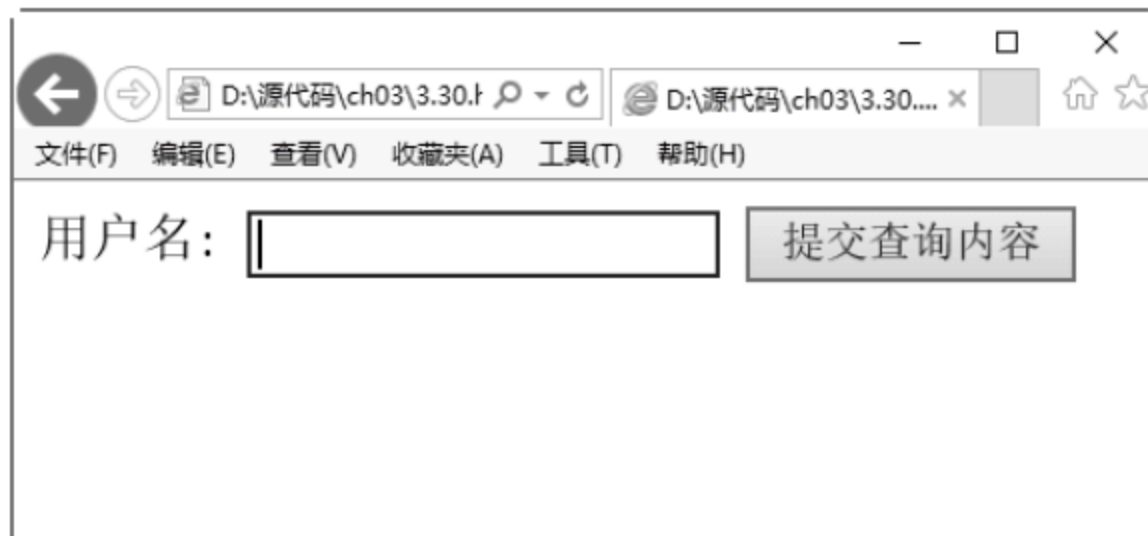 D:\源代码\ch03\3.30.h D:\源代码\ch03\3.30....
文件(F) 编辑(E) 查看(V) 收藏夹(A) 工具(T) 帮助(H)
用户名: 提交查询内容